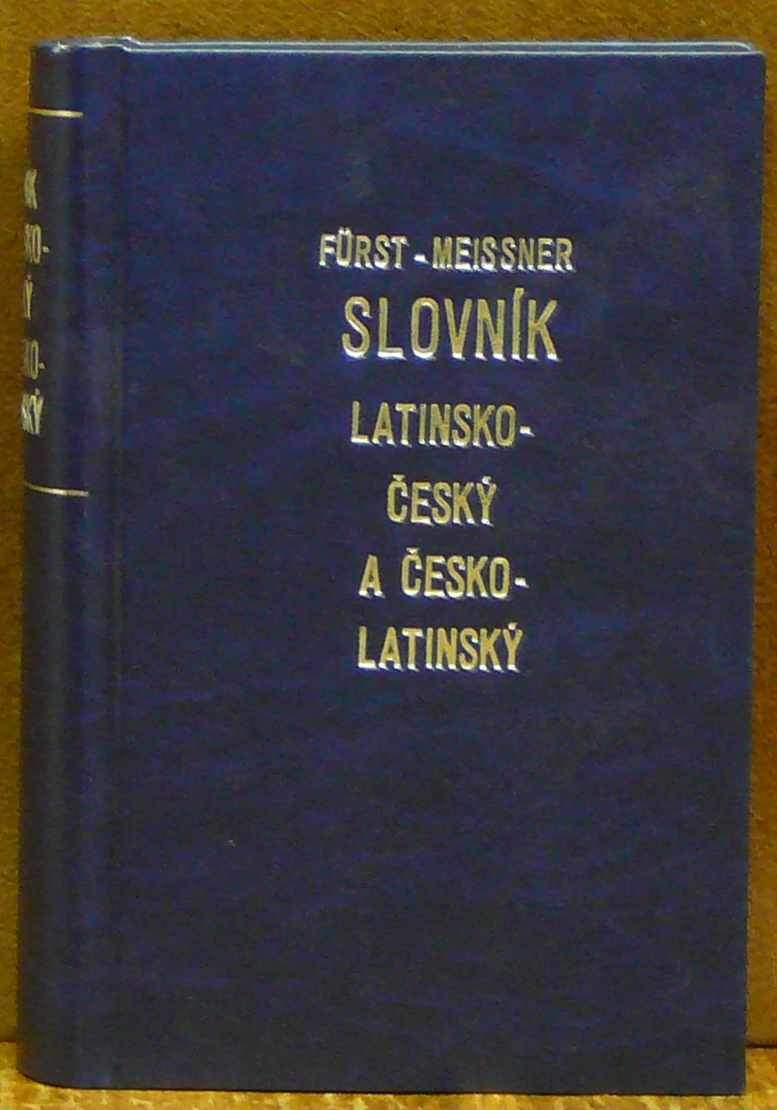 FÜRST - MEISSNER
SLOVNÍK
LATINSKO-
ČESKÝ
A ČESKO-
LATINSKÝ